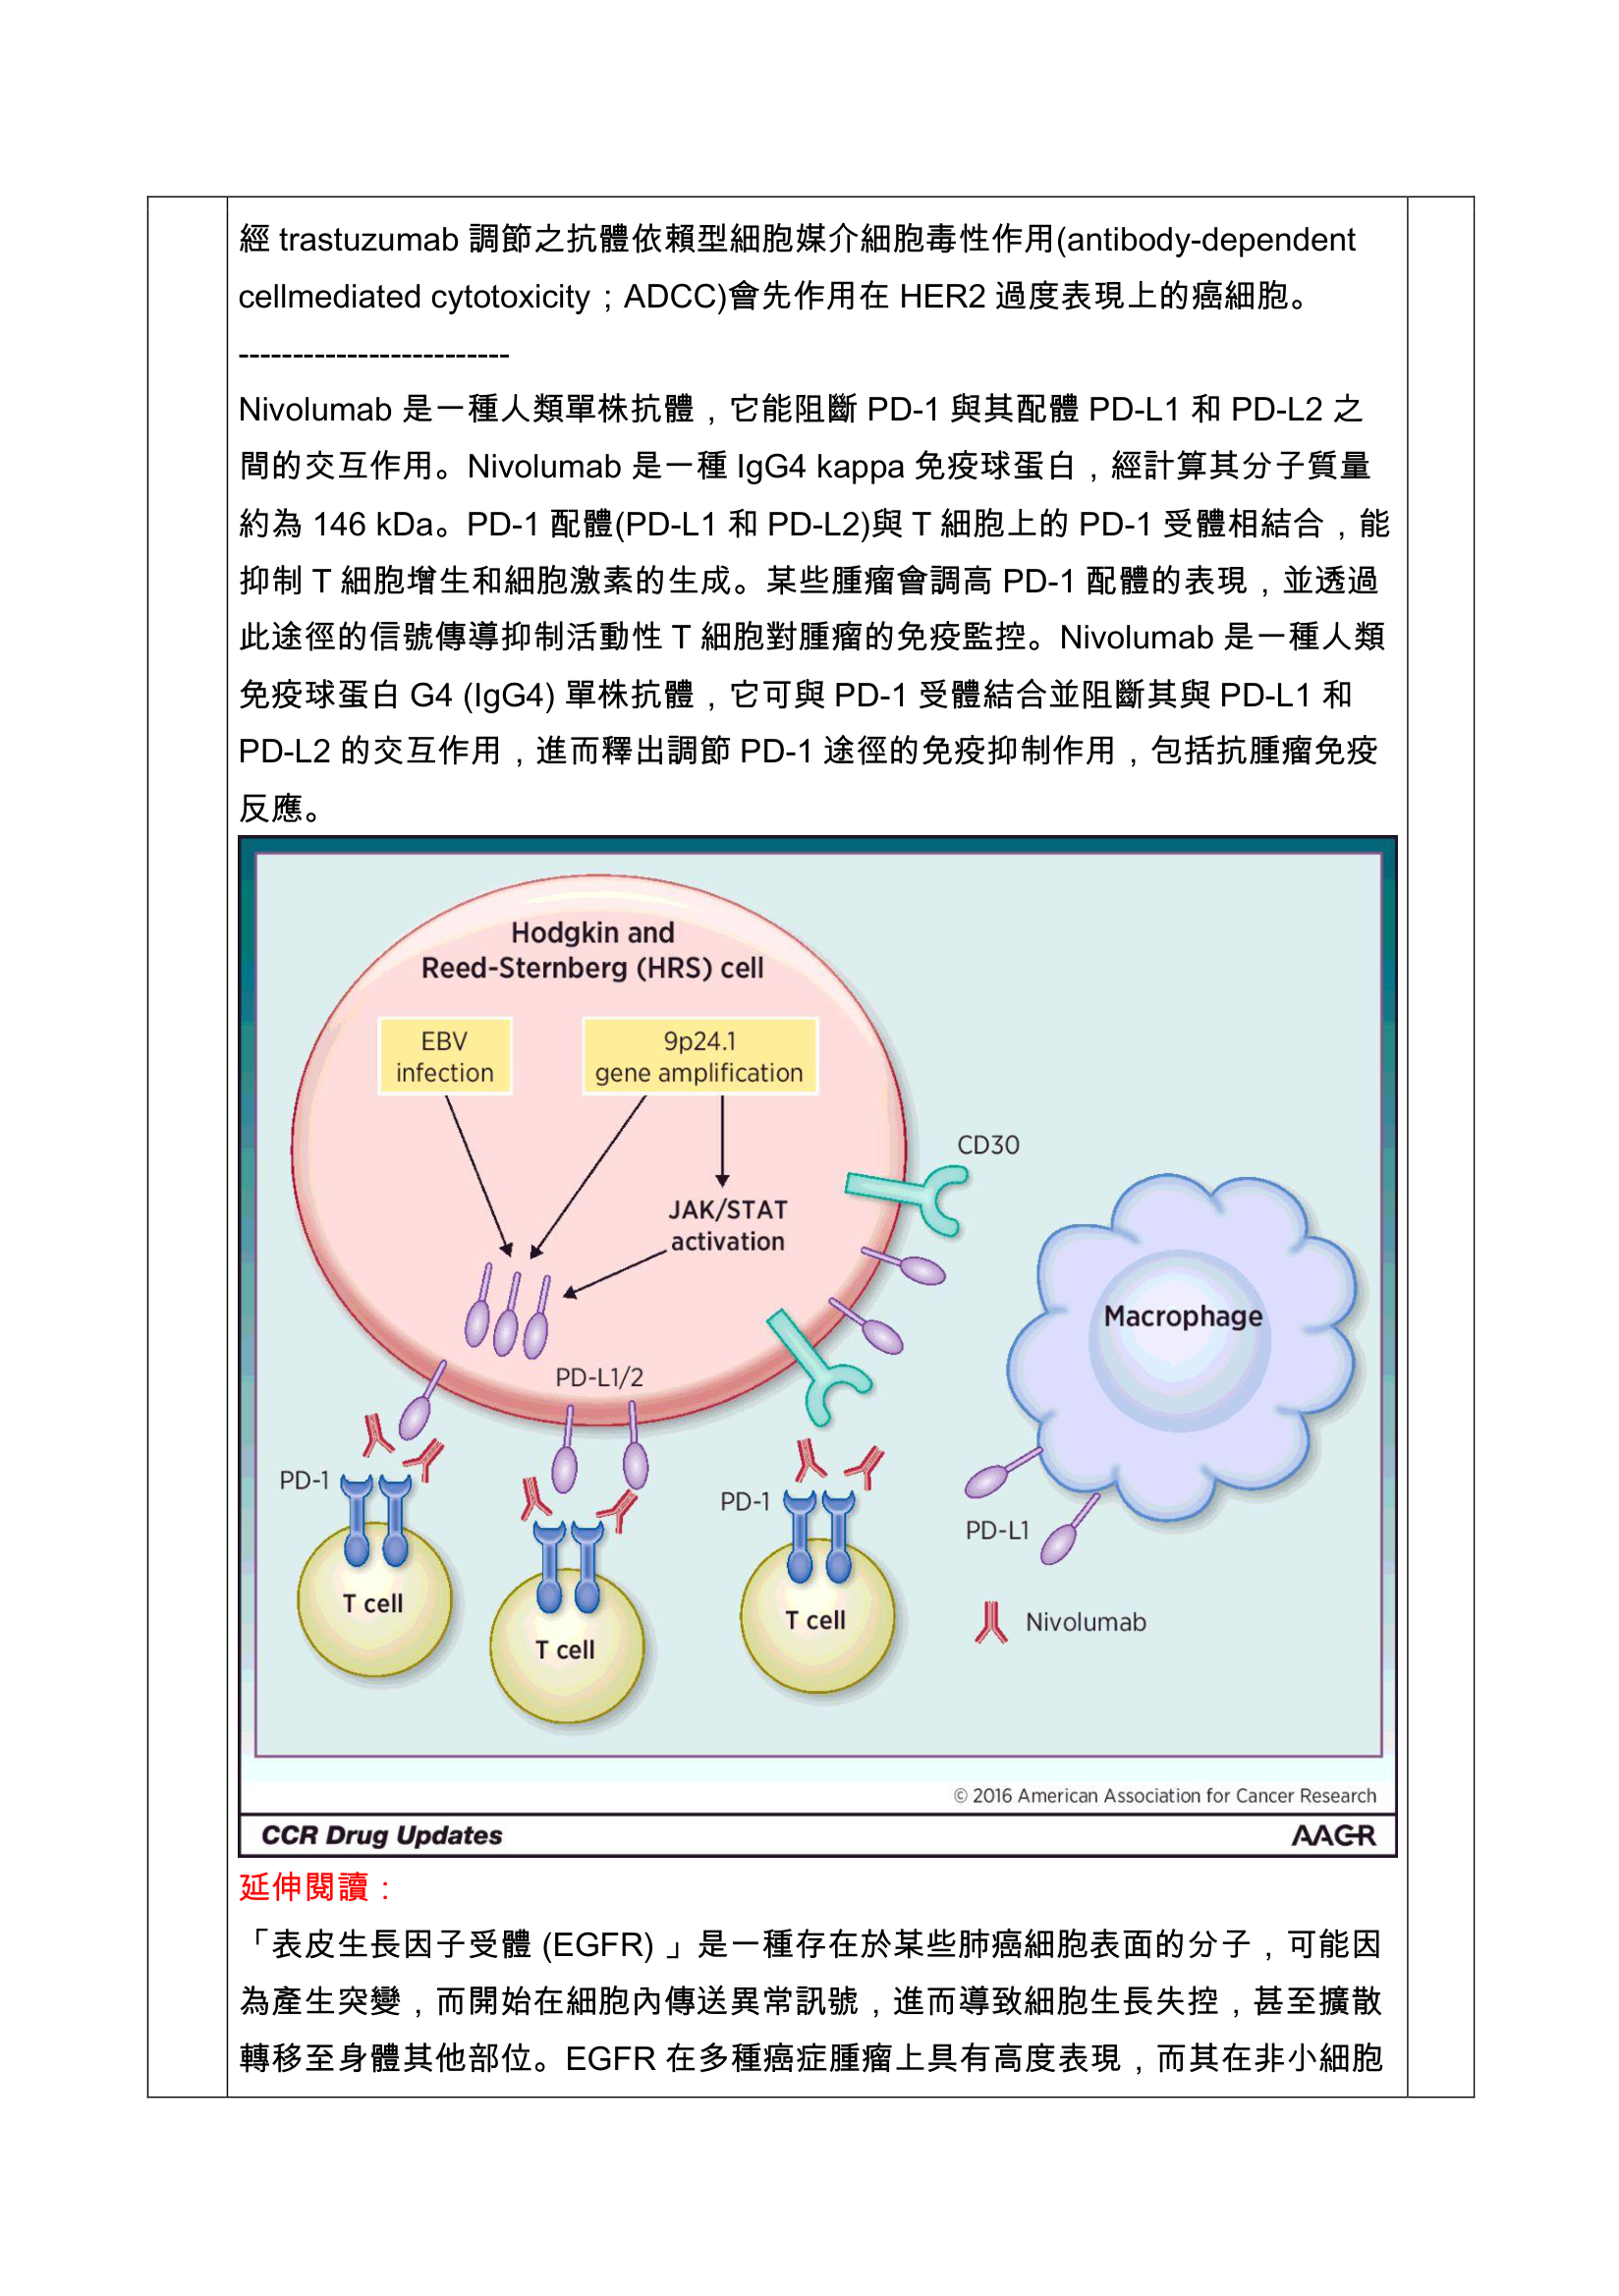 經 trastuzumab 調節之抗體依賴型細胞媒介細胞毒性作用(antibody-dependent
cellmediated cytotoxicity；ADCC)會先作用在 HER2 過度表現上的癌細胞。
-------------------------
Nivolumab 是一種人類單株抗體，它能阻斷 PD-1 與其配體 PD-L1 和 PD-L2 之
間的交互作用。Nivolumab 是一種 IgG4 kappa 免疫球蛋白，經計算其分子質量
約為 146 kDa。PD-1 配體(PD-L1 和 PD-L2)與 T 細胞上的 PD-1 受體相結合，能
抑制 T 細胞增生和細胞激素的生成。某些腫瘤會調高 PD-1 配體的表現，並透過
此途徑的信號傳導抑制活動性 T 細胞對腫瘤的免疫監控。Nivolumab 是一種人類
免疫球蛋白 G4 (IgG4) 單株抗體，它可與 PD-1 受體結合並阻斷其與 PD-L1 和
PD-L2 的交互作用，進而釋出調節 PD-1 途徑的免疫抑制作用，包括抗腫瘤免疫
反應。
Hodgkin and
Reed-Sternberg (HRS) cell
EBV
infection
9p24.1
gene amplification
CD30
JAK/STAT
activation
Macrophage
PD-L1/2
PD-1
PD-1
PD-L1
T cell
T cell
T cell
Nivolumab
© 2016 American Association for Cancer Research
CCR Drug Updates
AACR
延伸閱讀：
「表皮生長因子受體 (EGFR) 」是一種存在於某些肺癌細胞表面的分子，可能因
為產生突變，而開始在細胞內傳送異常訊號，進而導致細胞生長失控，甚至擴散
轉移至身體其他部位。EGFR 在多種癌症腫瘤上具有高度表現，而其在非小細胞